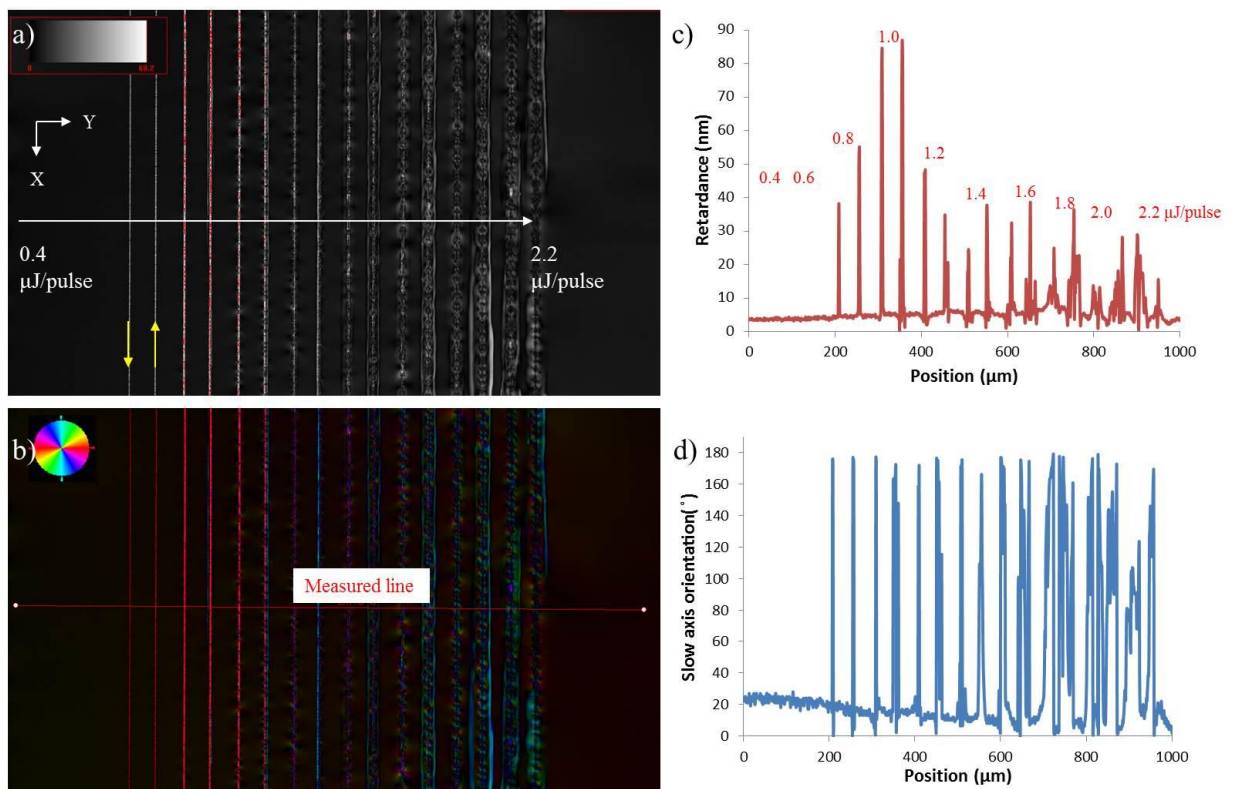 a)
0
68.2
Y
X
0.4
µJ/pulse
2.2
µJ/pulse
b)
Measured line
c)
Retardance (nm)
90
80
70
60
50
40
30
20
10
0
0.4
0.6
0.8
1.0
1.2
1.4
1.6
1.8
2.0
2.2 µJ/pulse
0 200 400 600 800 1000
Position (µm)
d)
Slow axis orientation(°)
180
160
140
120
100
80
60
40
20
0
0 200 400 600 800 1000
Position (µm)